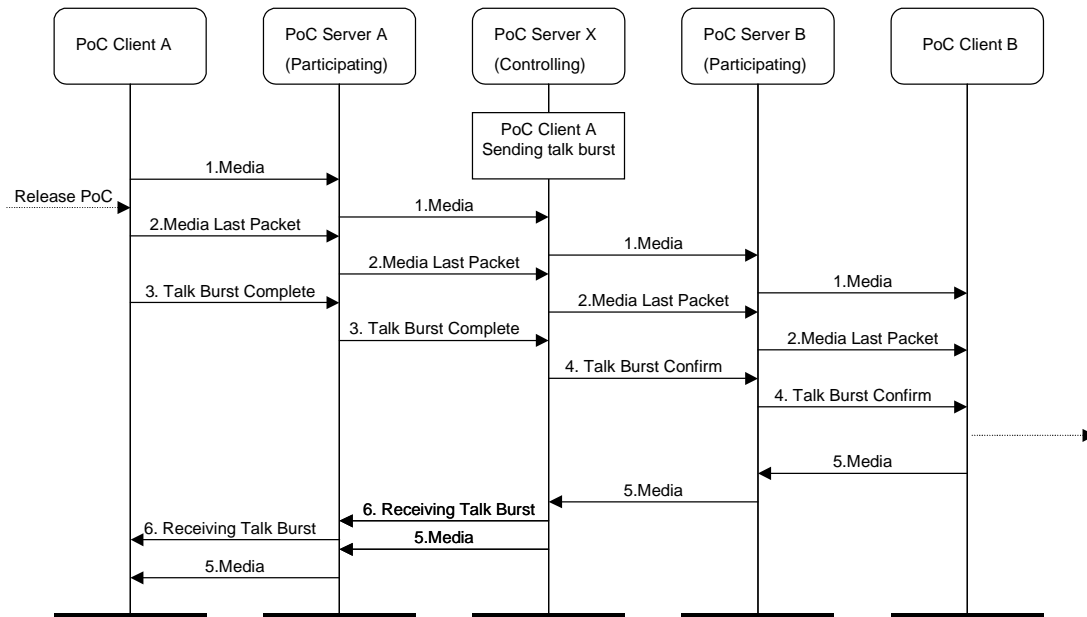 PoC Client A
PoC Server A
(Participating)
PoC Server X
(Controlling)
PoC Server B
(Participating)
PoC Client B
PoC Client A
Sending talk burst
1.Media
Release PoC
1.Media
2.Media Last Packet
1.Media
2.Media Last Packet
1.Media
3. Talk Burst Complete
2.Media Last Packet
3. Talk Burst Complete
2.Media Last Packet
4. Talk Burst Confirm
4. Talk Burst Confirm
5.Media
5.Media
6. Receiving Talk Burst
6. Receiving Talk Burst
5.Media
5.Media